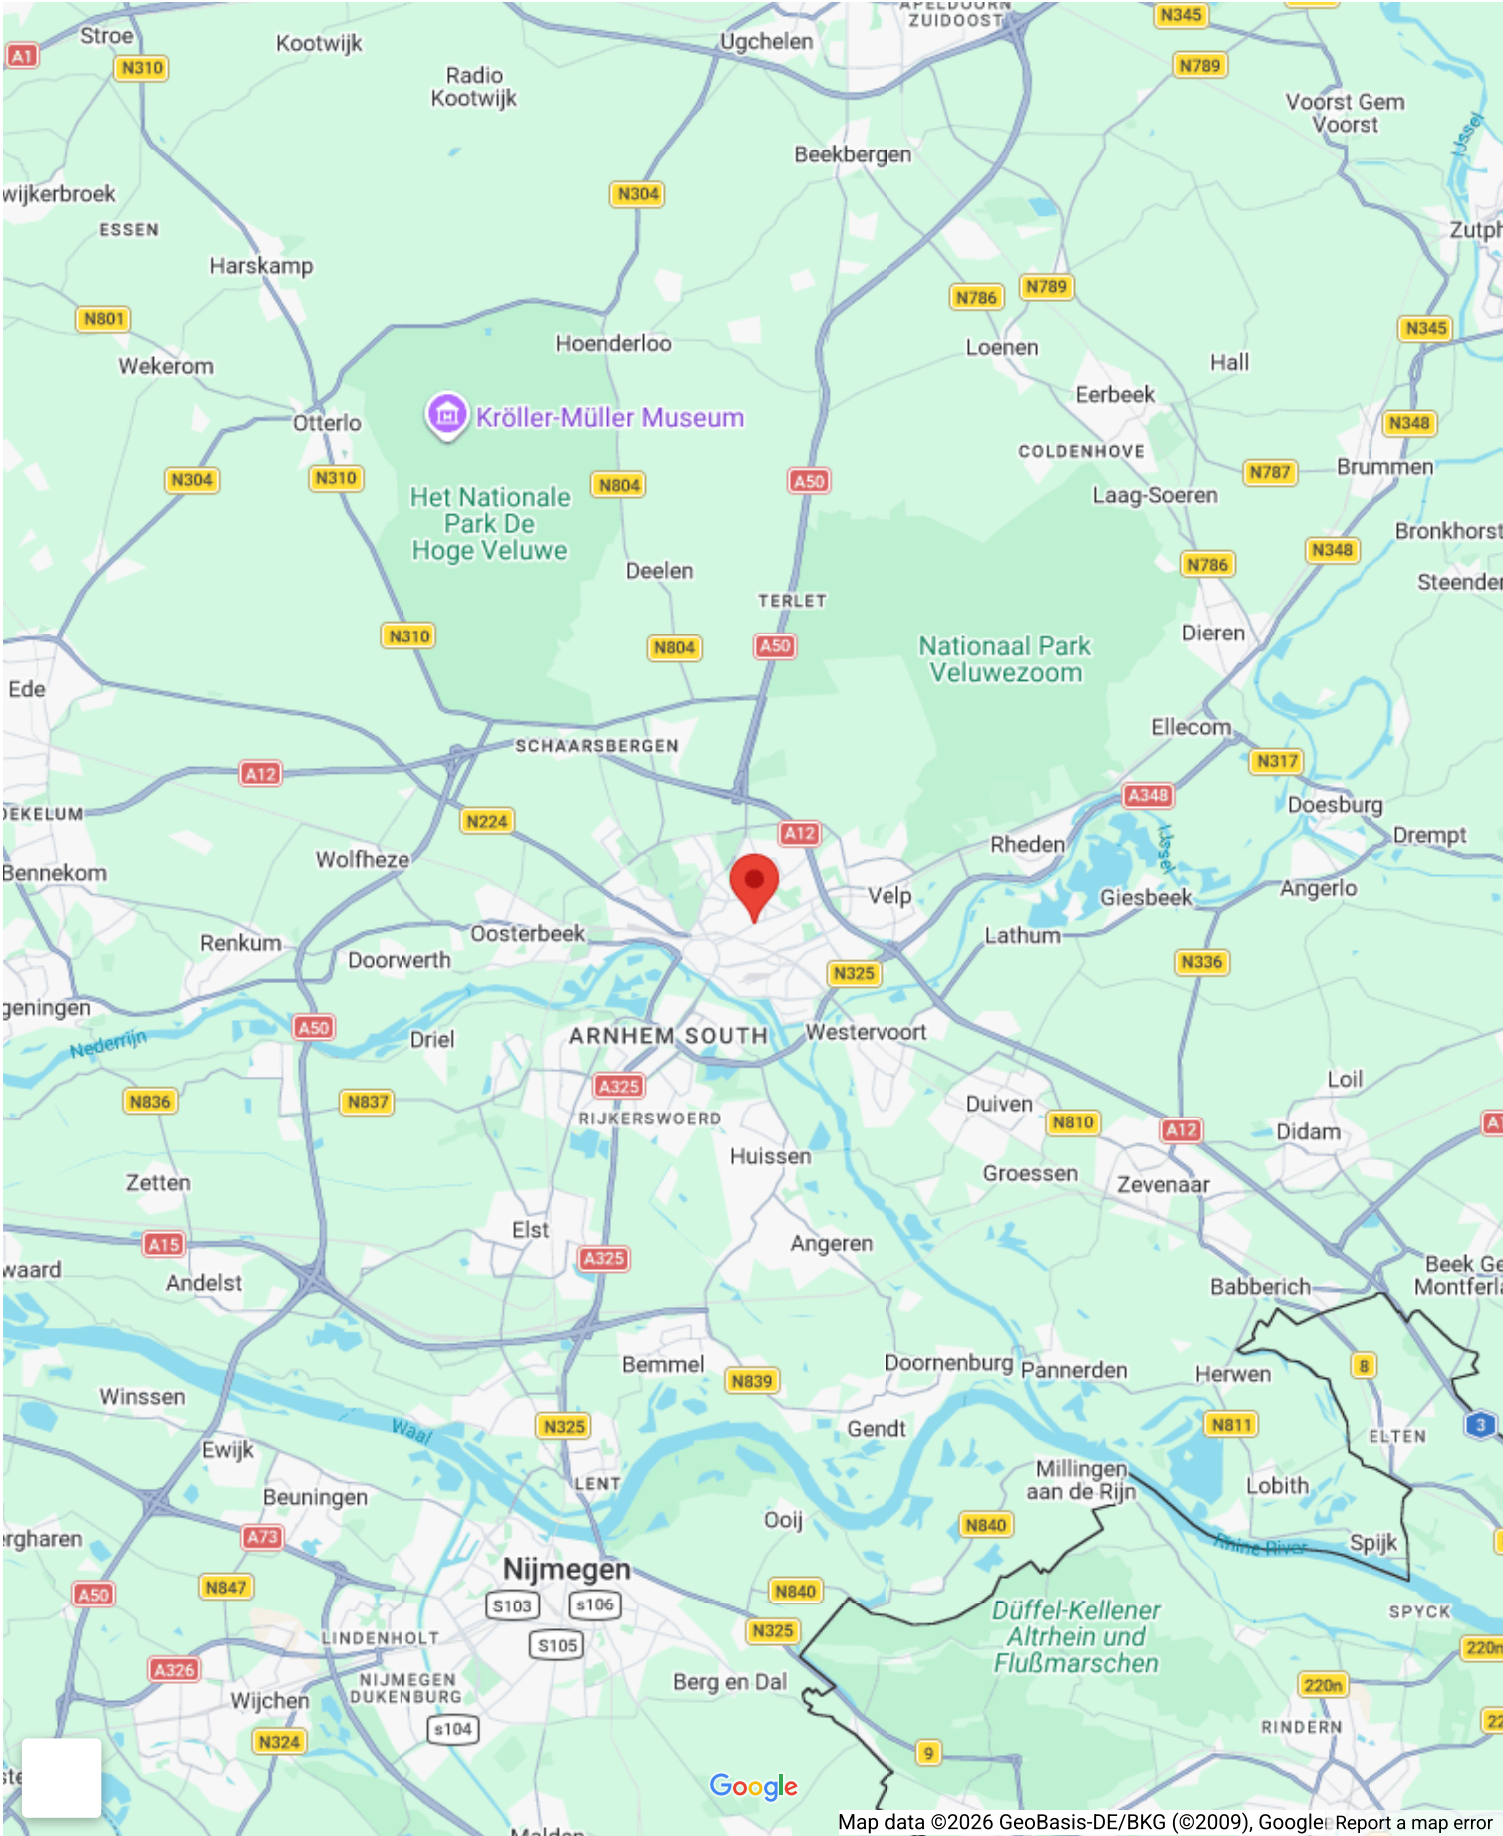 APELDOORN
ZUIDOOST
N345
Stroe
Kootwijk
Ugchelen
A1
N310
N789
Radio
Kootwijk
Voorst Gem
Voorst
IJssel
Beekbergen
wijkerbroek
N304
ESSEN
Zutph
Harskamp
N789
N786
N801
N345
Hoenderloo
Loenen
Wekerom
Hall
Eerbeek
Kröller-Müller Museum
Otterlo
N348
COLDENHOVE
Brummen
N304
N310
N804
A50
N787
Het Nationale
Park De
Hoge Veluwe
Laag-Soeren
Bronkhorst
N348
Deelen
N786
Steender
TERLET
N310
Dieren
N804
A50
Nationaal Park
Veluwezoom
Ede
Ellecom
SCHAARSBERGEN
N317
A12
A348
Doesburg
OEKELUM
N224
A12
Drempt
Rheden
IJssel
Wolfheze
Bennekom
Velp
Giesbeek
Angerlo
Oosterbeek
Lathum
Renkum
Doorwerth
N325
N336
geningen
A50
Nederrijn
Driel
ARNHEM SOUTH
Westervoort
Loil
A325
N836
N837
Duiven
RIJKERSWOERD
N810
A12
Didam
Huissen
Groessen
Zetten
Zevenaar
Elst
A15
Angeren
A325
waard
Andelst
Beek Ge
Montferla
Babberich
Bemmel
Doornenburg
Pannerden
8
Herwen
N839
Winssen
Waal
N325
Gendt
N811
3
ELTEN
Ewijk
Millingen
aan de Rijn
LENT
Lobith
Beuningen
Ooij
N840
ergharen
A73
Rhine River
Spijk
Nijmegen
A50
N847
N840
S103
s106
Düffel-Kellener
Altrhein und
Flußmarschen
SPYCK
N325
LINDENHOLT
S105
220n
A326
NIJMEGEN
DUKENBURG
Berg en Dal
220n
Wijchen
s104
RINDERN
N324
9
Google
Map data ©2026 GeoBasis-DE/BKG (©2009), Google
Report a map error
Malden